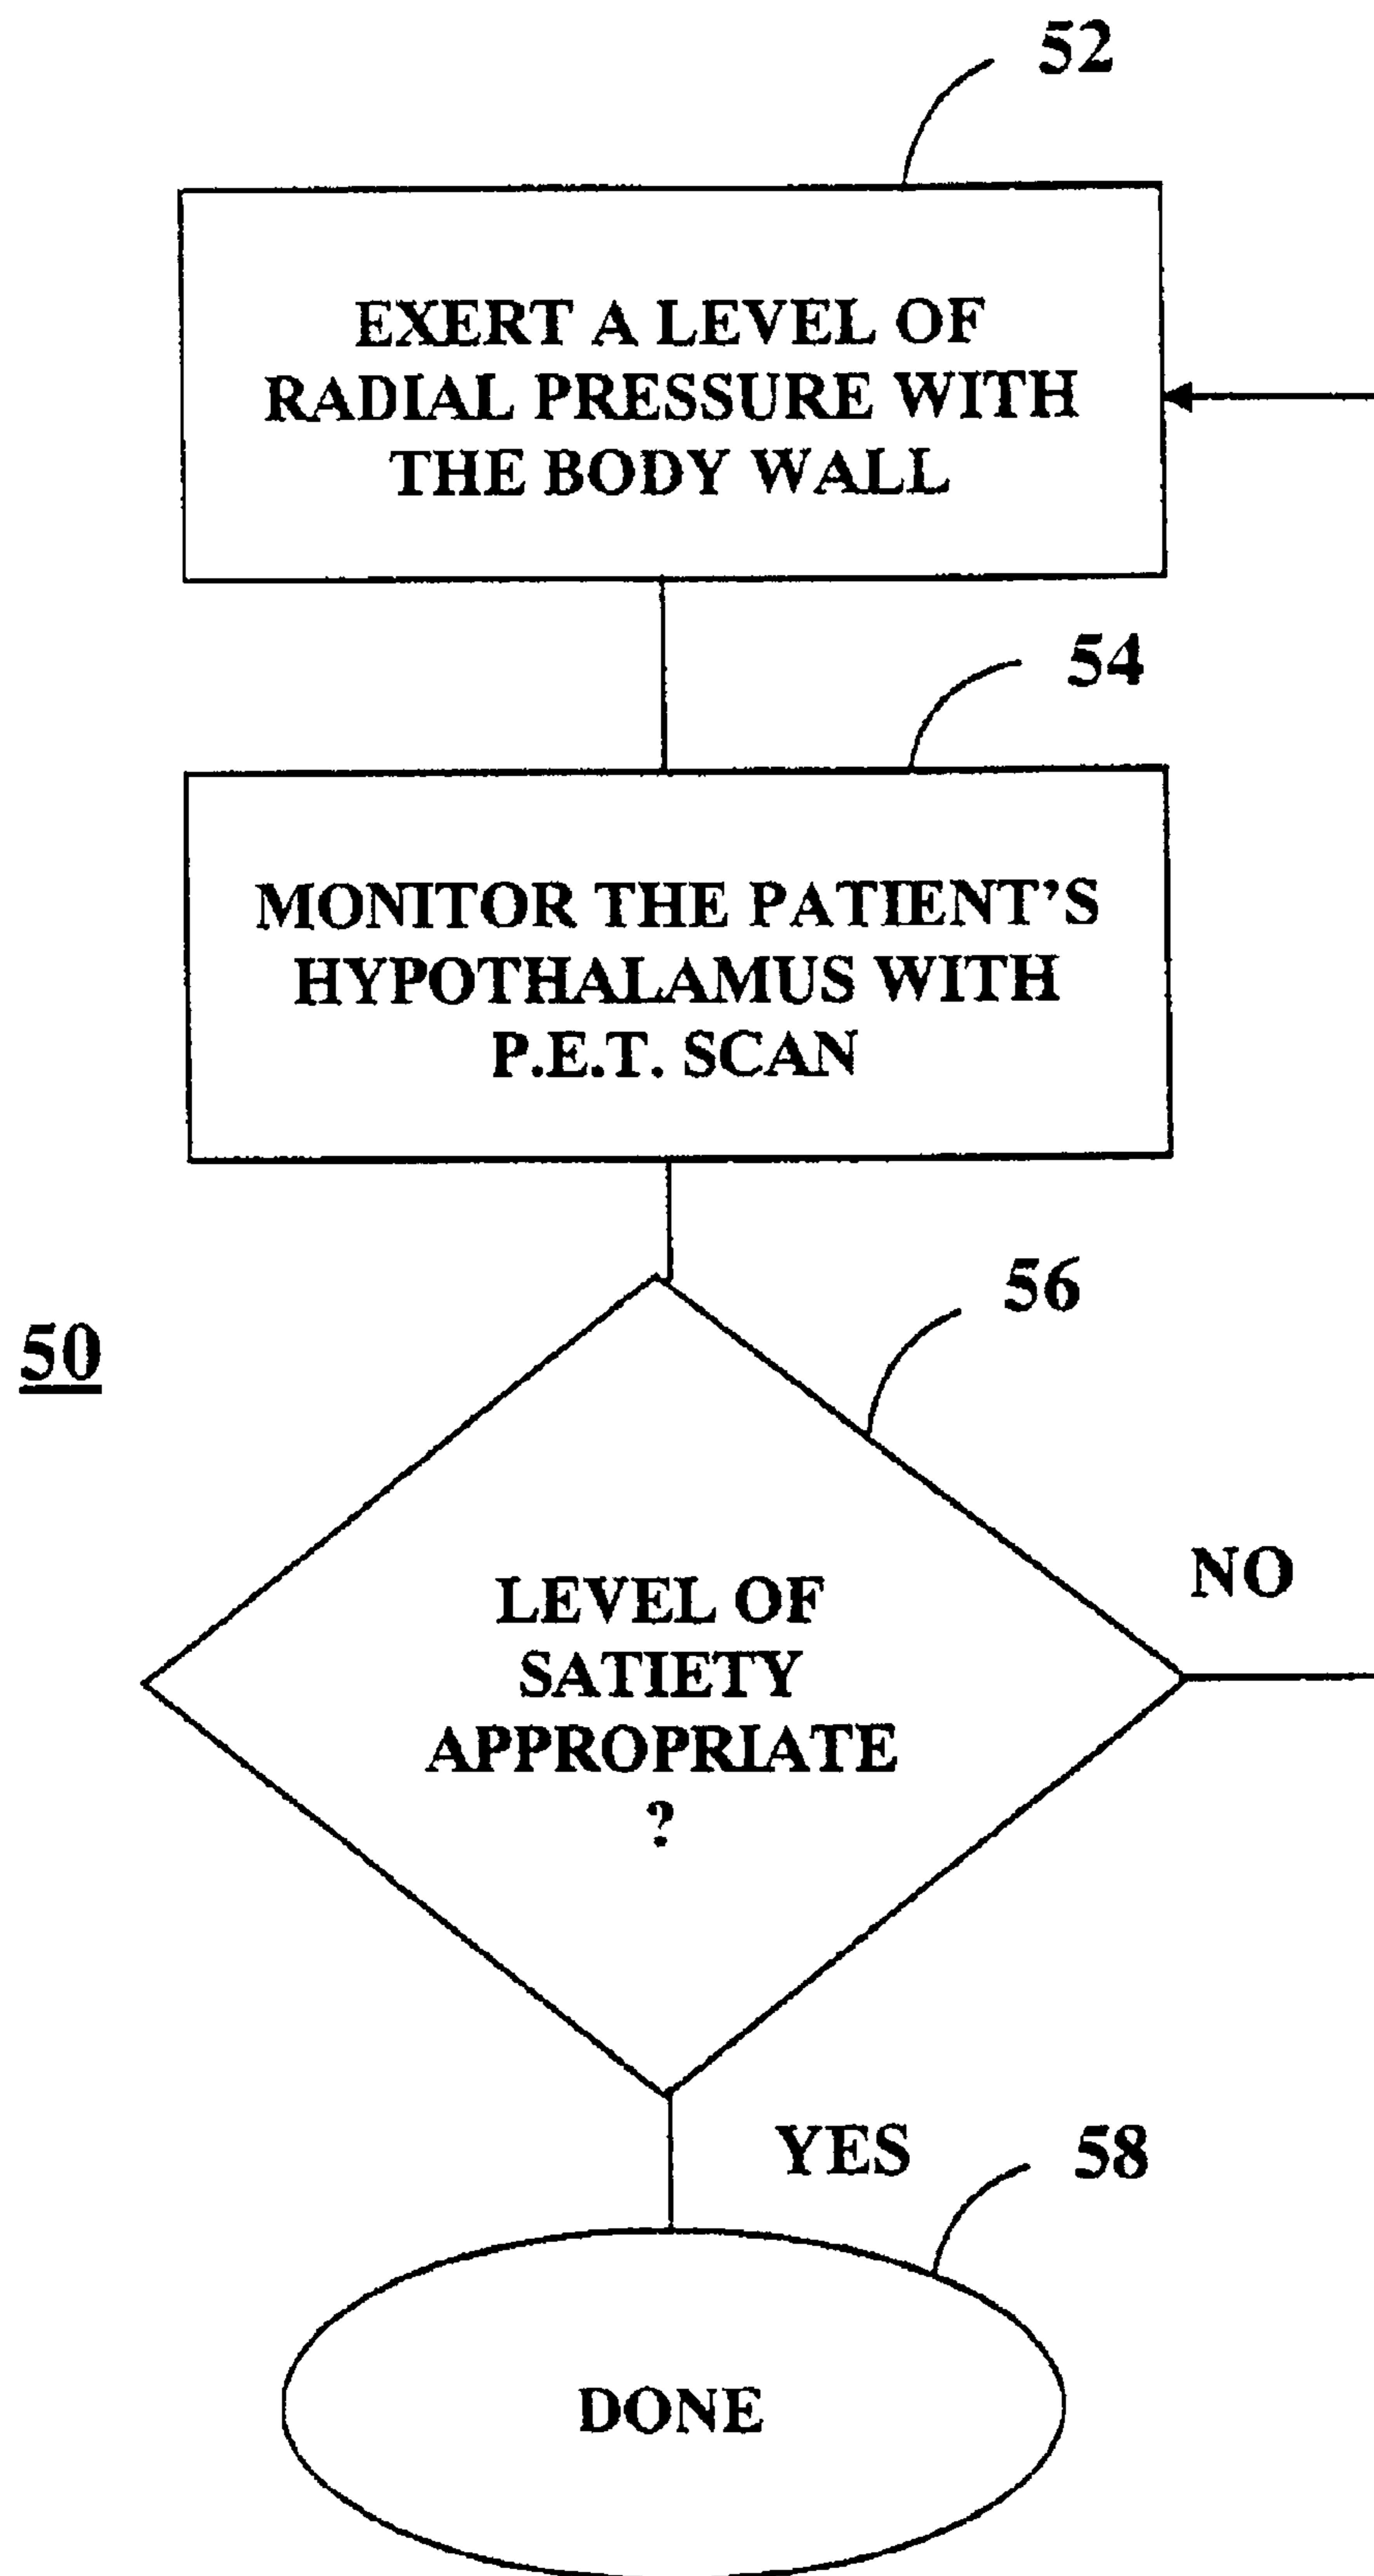 52
EXERT A LEVEL OF
RADIAL PRESSURE WITH
THE BODY WALL
54
MONITOR THE PATIENT’S
HYPOTHALAMUS WITH
P.E.T. SCAN
56
50
LEVEL OF
SATIETY
APPROPRIATE
?
NO
YES
58
DONE